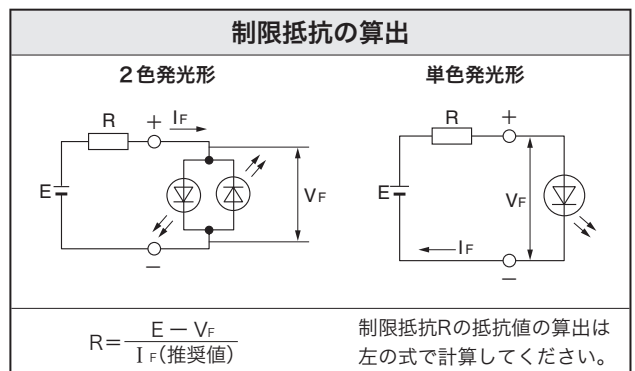 制限抵抗の算出
2色発光形
単色発光形
R
+
IF
E
VF
−
R
+
E
VF
IF
−
R=E − VF/IF(推奨値)
制限抵抗Rの抵抗値の算出は
左の式で計算してください。